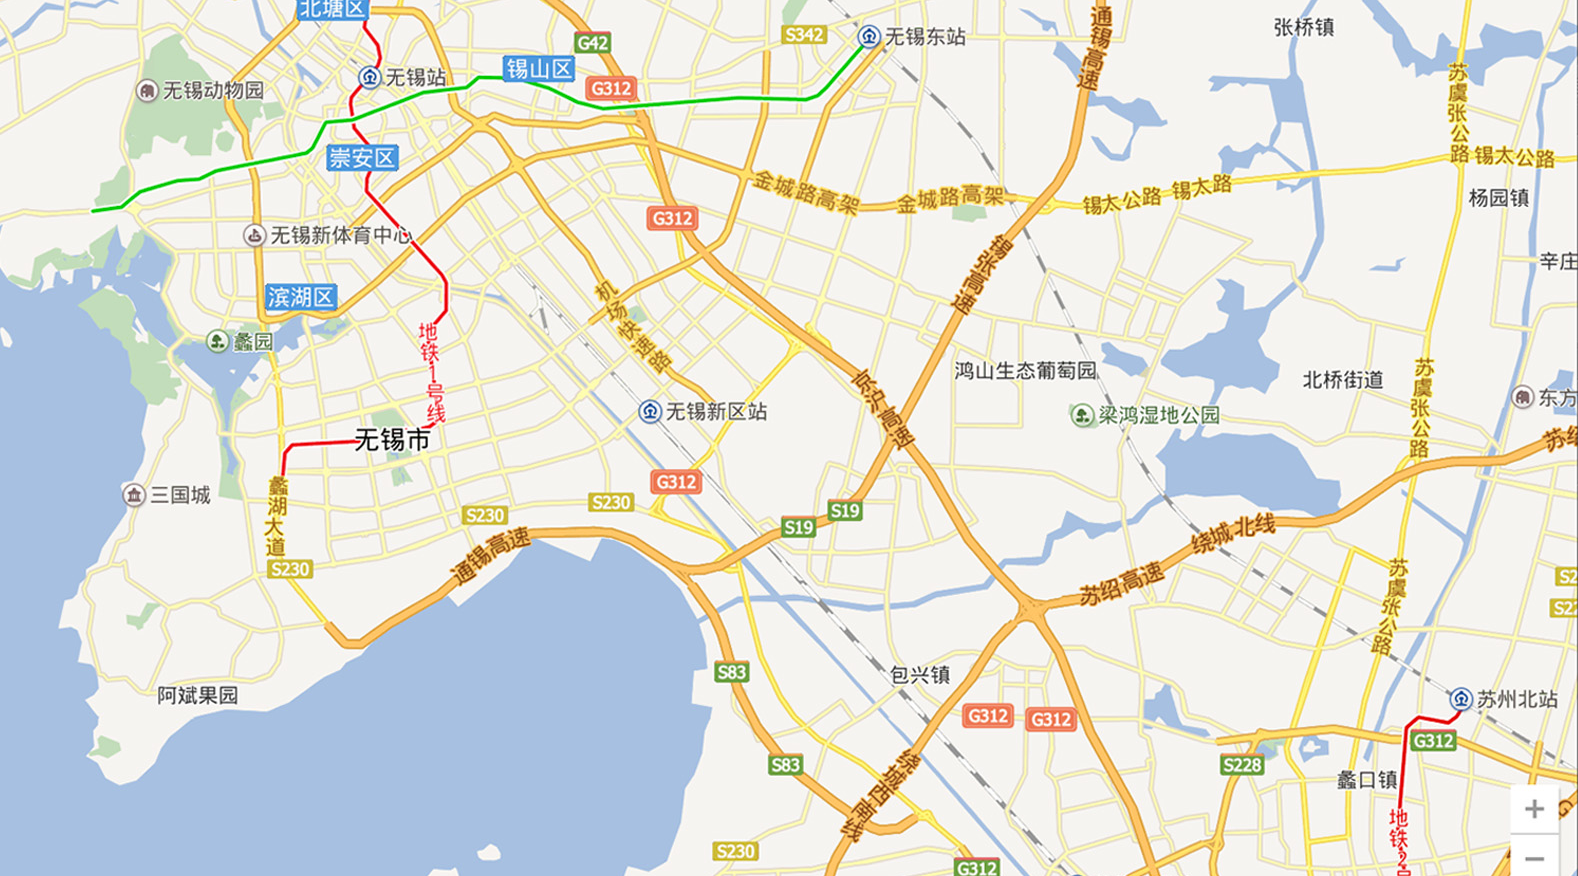 北塘区
通锡高速
张桥镇
G42
S342
无锡东站
无锡站
锡山区
G312
无锡动物园
苏虞张公路
崇安区
锡太公路
金城路高架
金城路高架
锡太公路
锡太路
杨园镇
G312
无锡新体育中心
锡张高速
辛庄
滨湖区
机场快速路
蠡园
地铁1号线
鸿山生态葡萄园
北桥街道
苏虞张公路
京沪高速
东方
无锡新区站
梁鸿湿地公园
无锡市
苏绍
G312
三国城
蠡湖大道
S230
S230
S19
S19
绕城北线
通锡高速
S230
苏绍高速
苏虞张公路
S2
S22
S83
包兴镇
阿斌果园
苏州北站
G312
G312
G312
S83
S228
绕城西南线
蠡口镇
+
地铁2号
−
S230
G312
G